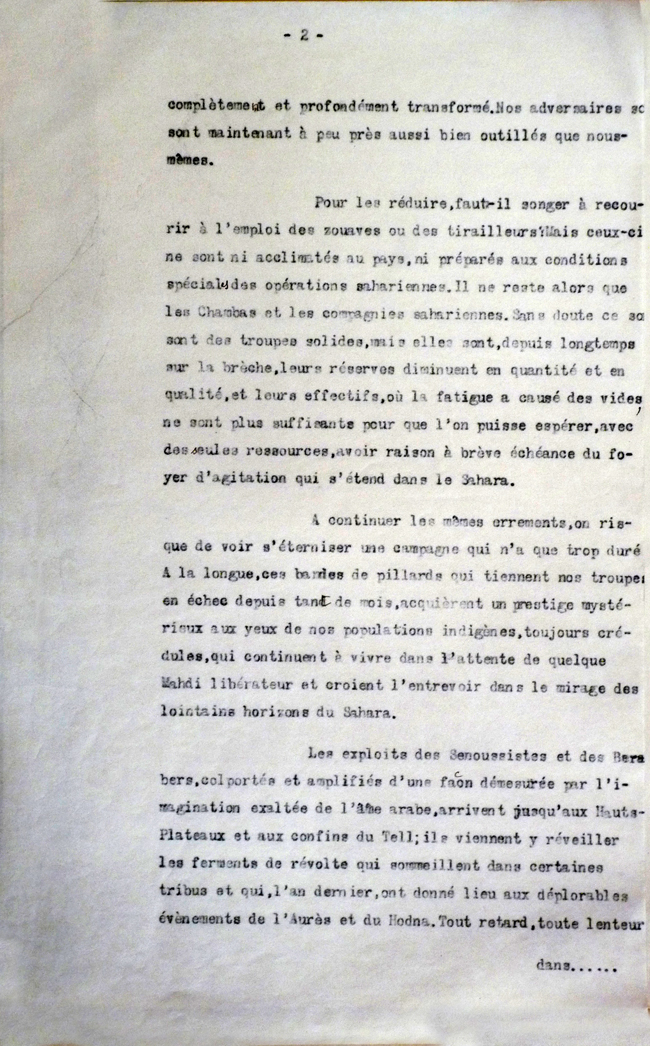 - 2 -
complètement et profondément transformé.Nos adversaires so
sont maintenant à peu près aussi bien outillés que nous-
mêmes.
Pour les réduire,faut-il songer à recou-
rir à l'emploi des zouaves ou des tirailleurs?Mais ceux-ci
ne sont ni acclimatés au pays,ni préparés aux conditions
spéciales des opérations sahariennes.Il ne reste alors que
les Chambas et les compagnies sahariennes.Sans doute ce so
sont des troupes solides,mais elles sont,depuis longtemps
sur la brèche,leurs réserves diminuent en quantité et en
qualité,et leurs effectifs,où la fatigue a causé des vides,
ne sont plus suffisants pour que l'on puisse espérer,avec
des seules ressources,avoir raison à brève échéance du fo-
yer d'agitation qui s'étend dans le Sahara.
A continuer les mêmes errements,on ris-
que de voir s'éterniser une campagne qui n'a que trop duré
A la longue,ces bandes de pillards qui tiennent nos troupes
en échec depuis tant de mois,acquièrent un prestige mysté-
rieux aux yeux de nos populations indigènes,toujours cré-
dules,qui continuent à vivre dans l'attente de quelque
Mahdi libérateur et croient l'entrevoir dans le mirage des
lointains horizons du Sahara.
Les exploits des Senoussistes et des Bera
bers,colportés et amplifiés d'une facon démesurée par l'i-
magination exaltée de l'âme arabe,arrivent jusqu'aux Hauts-
Plateaux et aux confins du Tell;ils viennent y réveiller
les ferments de révolte qui sommeillent dans certaines
tribus et qui,l'an dernier,ont donné lieu aux déplorables
évènements de l'Aurès et du Hodna.Tout retard,toute lenteur
dans......